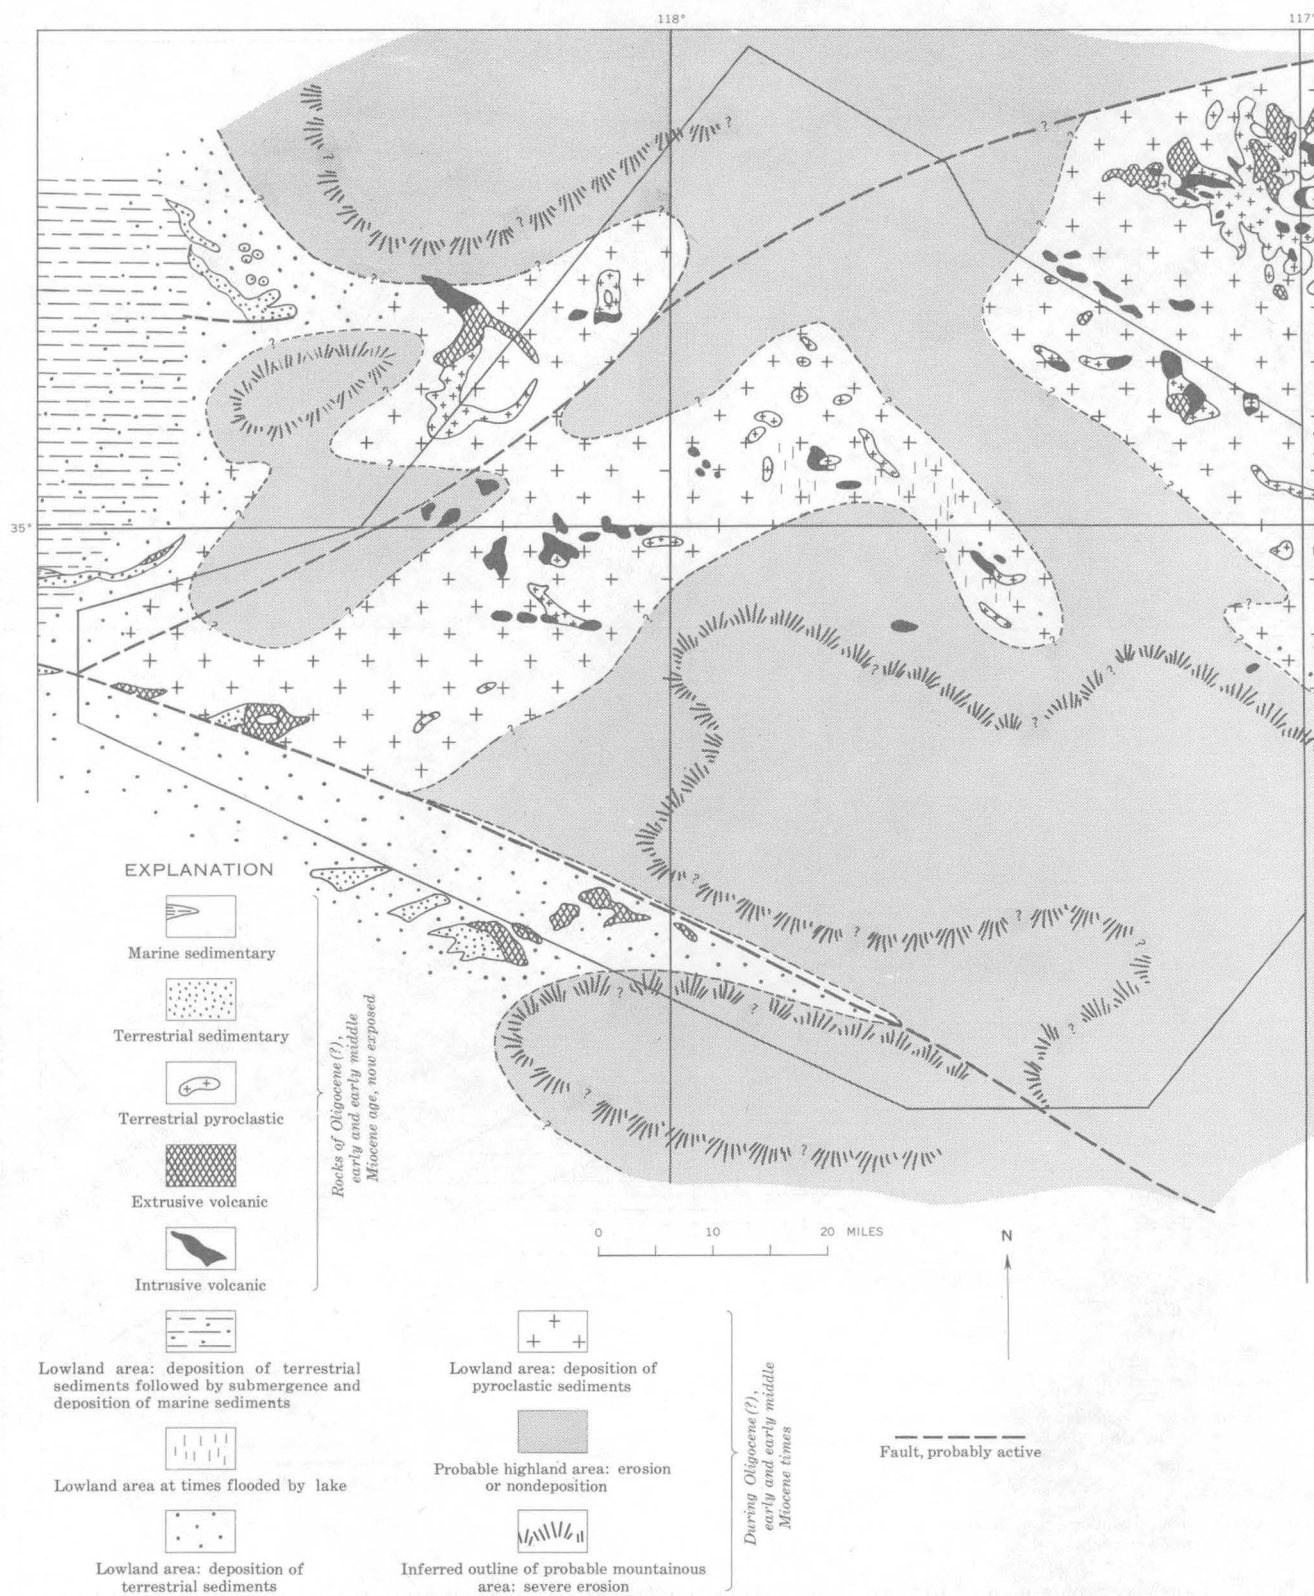 118°
117°
35°
EXPLANATION
Marine sedimentary
Terrestrial sedimentary
Terrestrial pyroclastic
Extrusive volcanic
Intrusive volcanic
Rocks of Oligocene(?),
early and early middle
Miocene age, now exposed
0 10 20 MILES
N
Lowland area: deposition of terrestrial
sediments followed by submergence and
deposition of marine sediments
Lowland area at times flooded by lake
Lowland area: deposition of
terrestrial sediments
Lowland area: deposition of
pyroclastic sediments
Probable highland area: erosion
or nondeposition
Inferred outline of probable mountainous
area: severe erosion
During Oligocene(?),
early and early middle
Miocene times
Fault, probably active